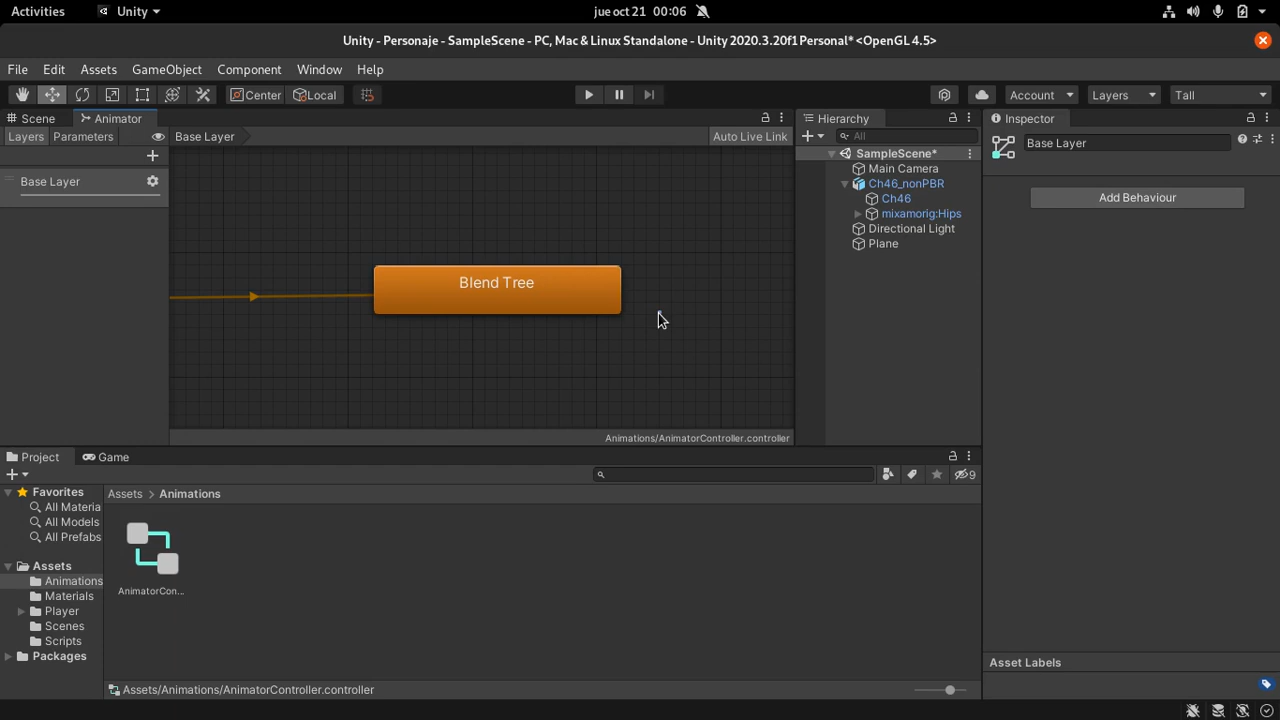 Activities Unity jue oct 21 00:06
Unity - Personaje - SampleScene - PC, Mac & Linux Standalone - Unity 2020.3.20f1 Personal* <OpenGL 4.5>
File Edit Assets GameObject Component Window Help
Center Local Account Layers Tall
Scene Animator
Layers Parameters Base Layer Auto Live Link
Base Layer
Blend Tree
Animations/AnimatorController.controller
Hierarchy
All
SampleScene*
Main Camera
Ch46_nonPBR
Ch46
mixamorig:Hips
Directional Light
Plane
Inspector
Base Layer
Add Behaviour
Project Game
9
Favorites
All Materia
All Models
All Prefabs
Assets
Animations
Materials
Player
Scenes
Scripts
Packages
Assets > Animations
AnimatorCon...
Assets/Animations/AnimatorController.controller
Asset Labels